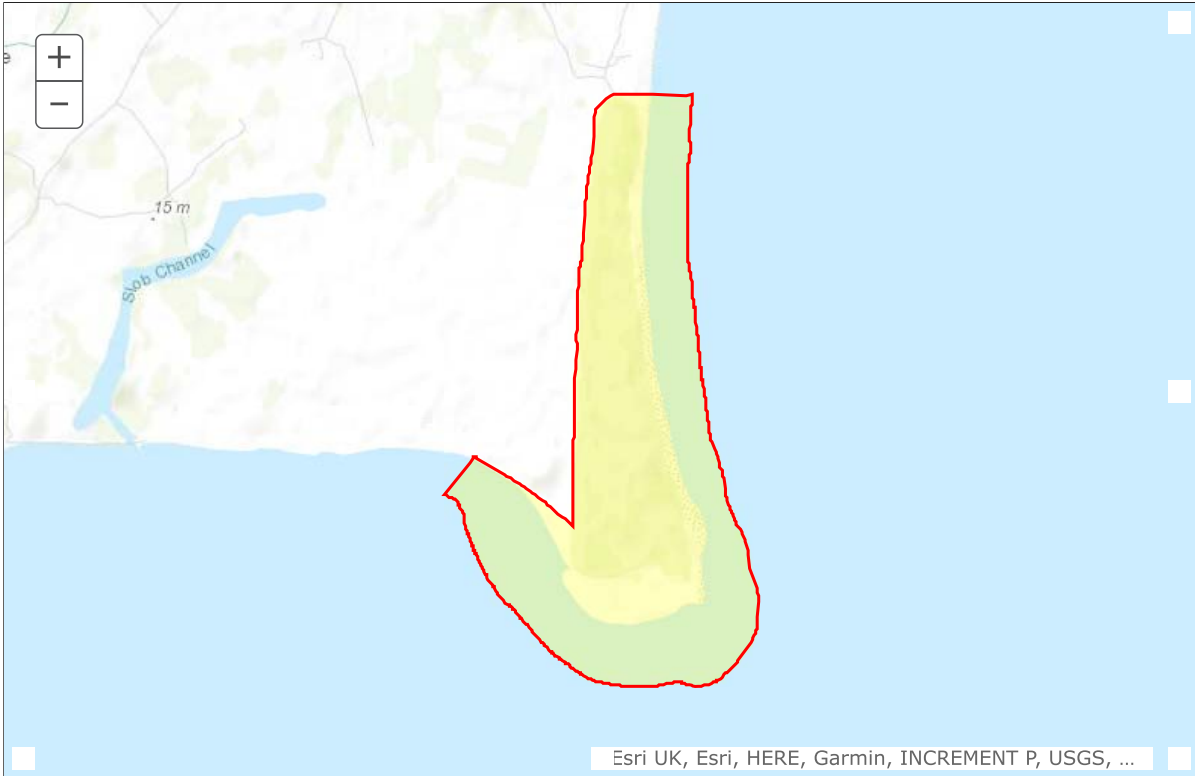 e
+
−
15 m
Slob Channel
Esri UK, Esri, HERE, Garmin, INCREMENT P, USGS, ...